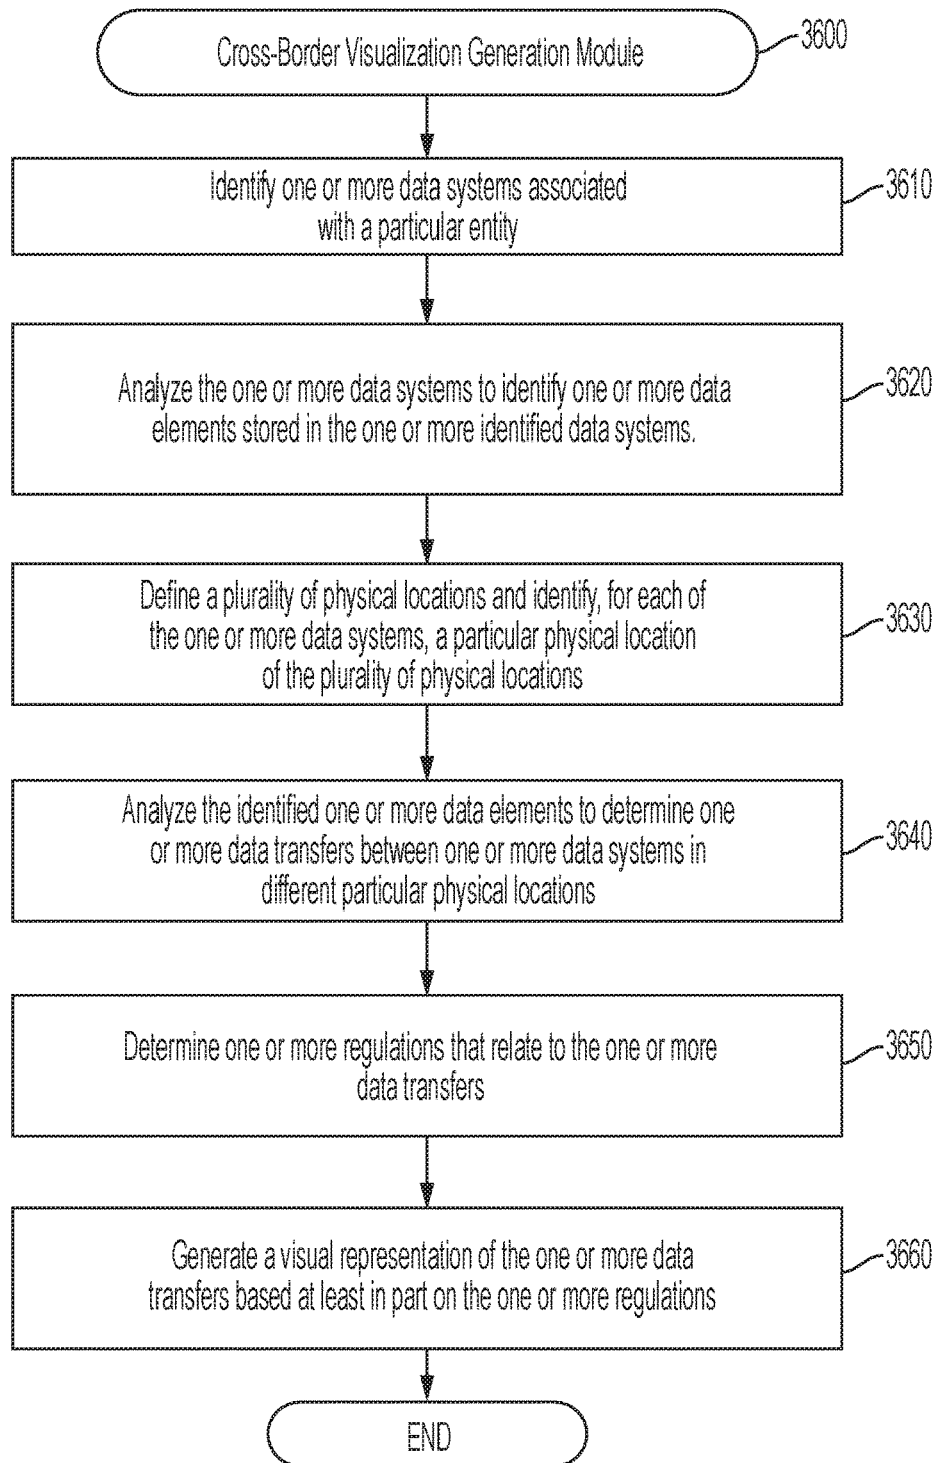 Cross-Border Visualization Generation Module
3600
Identify one or more data systems associated
with a particular entity
3610
Analyze the one or more data systems to identify one or more data
elements stored in the one or more identified data systems.
3620
Define a plurality of physical locations and identify, for each of
the one or more data systems, a particular physical location
of the plurality of physical locations
3630
Analyze the identified one or more data elements to determine one
or more data transfers between one or more data systems in
different particular physical locations
3640
Determine one or more regulations that relate to the one or more
data transfers
3650
Generate a visual representation of the one or more data
transfers based at least in part on the one or more regulations
3660
END